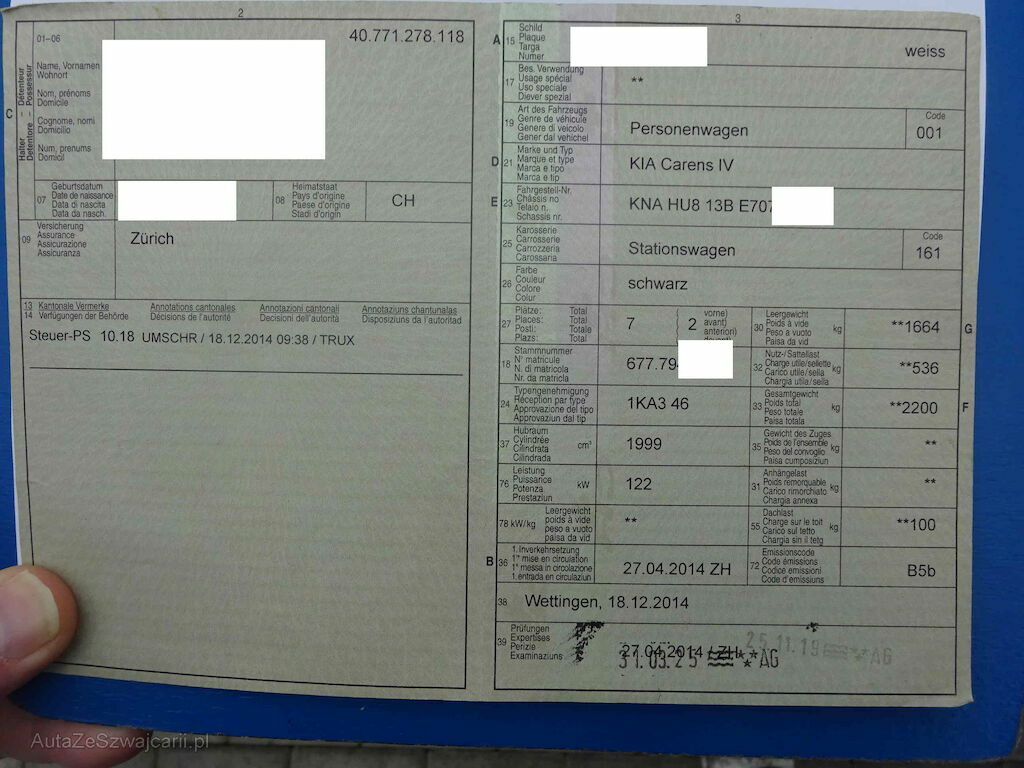 2
01–06
40.771.278.118
C
Halter – Détenteur
Detentore – Possessur
Name, Vornamen
Wohnort
Nom, prénoms
Domicile
Cognome, nomi
Domicilio
Num, prenums
Domicil
07
Geburtsdatum
Date de naissance
Data di nascita
Data da nasch.
08
Heimatstaat
Pays d'origine
Paese d'origine
Stadi d'origin
CH
09
Versicherung
Assurance
Assicurazione
Assicuranza
Zürich
13 Kantonale Vermerke Annotations cantonales Annotazioni cantonali Annotaziuns chantunalas
14 Verfügungen der Behörde Décisions de l'autorité Decisioni dell'autorità Disposiziuns da l'autoritad
Steuer-PS 10.18 UMSCHR / 18.12.2014 09:38 / TRUX
3
A 15
Schild
Plaque
Targa
Numer
weiss
17
Bes. Verwendung
Usage spécial
Uso speciale
Diever spezial
**
19
Art des Fahrzeugs
Genre de véhicule
Genere di veicolo
Gener dal vehichel
Personenwagen
Code
001
D 21
Marke und Typ
Marque et type
Marca e tipo
Marca e tip
KIA Carens IV
E 23
Fahrgestell-Nr.
Châssis no
Telaio n.
Schassis nr.
KNA HU8 13B E707
25
Karosserie
Carrosserie
Carrozzeria
Carossaria
Stationswagen
Code
161
26
Farbe
Couleur
Colore
Colur
schwarz
27
Plätze: Total
Places: Total
Posti: Totale
Plazs: Total
7
( 2
vorne)
avant)
anteriori)
30
Leergewicht
Poids à vide
Peso a vuoto
Paisa da vid
kg
**1664
G
18
Stammnummer
N° matricule
N. di matricola
Nr. da matricla
677.79
32
Nutz-/Sattellast
Charge utile/sellette
Carico utile/sella
Chargia utila/sella
kg
**536
24
Typengenehmigung
Réception par type
Approvazione del tipo
Approvaziun dal tip
1KA3 46
33
Gesamtgewicht
Poids total
Peso totale
Paisa totala
kg
**2200
F
37
Hubraum
Cylindrée
Cilindrata
Cilindrada
cm³
1999
35
Gewicht des Zuges
Poids de l'ensemble
Peso del convoglio
Paisa cumposiziun
kg
**
76
Leistung
Puissance
Potenza
Prestaziun
kW
122
31
Anhängelast
Poids remorquable
Carico rimorchiato
Chargia annexa
kg
**
78 kW/kg
Leergewicht
poids à vide
peso a vuoto
paisa da vid
**
55
Dachlast
Charge sur le toit
Carico sul tetto
Chargia sin il tetg
kg
**100
B 36
1. Inverkehrsetzung
1re mise en circulation
1a messa in circolazione
1. entrada en circulaziun
27.04.2014 ZH
72
Emissionscode
Code émissions
Codice emissioni
Code d'emissiuns
B5b
38
Wettingen, 18.12.2014
39
Prüfungen
Expertises
Perizie
Examinaziuns
27.04.2014 / ZH
31.03.25 AG
25.11.19 AG
AutaZeSzwajcarii.pl